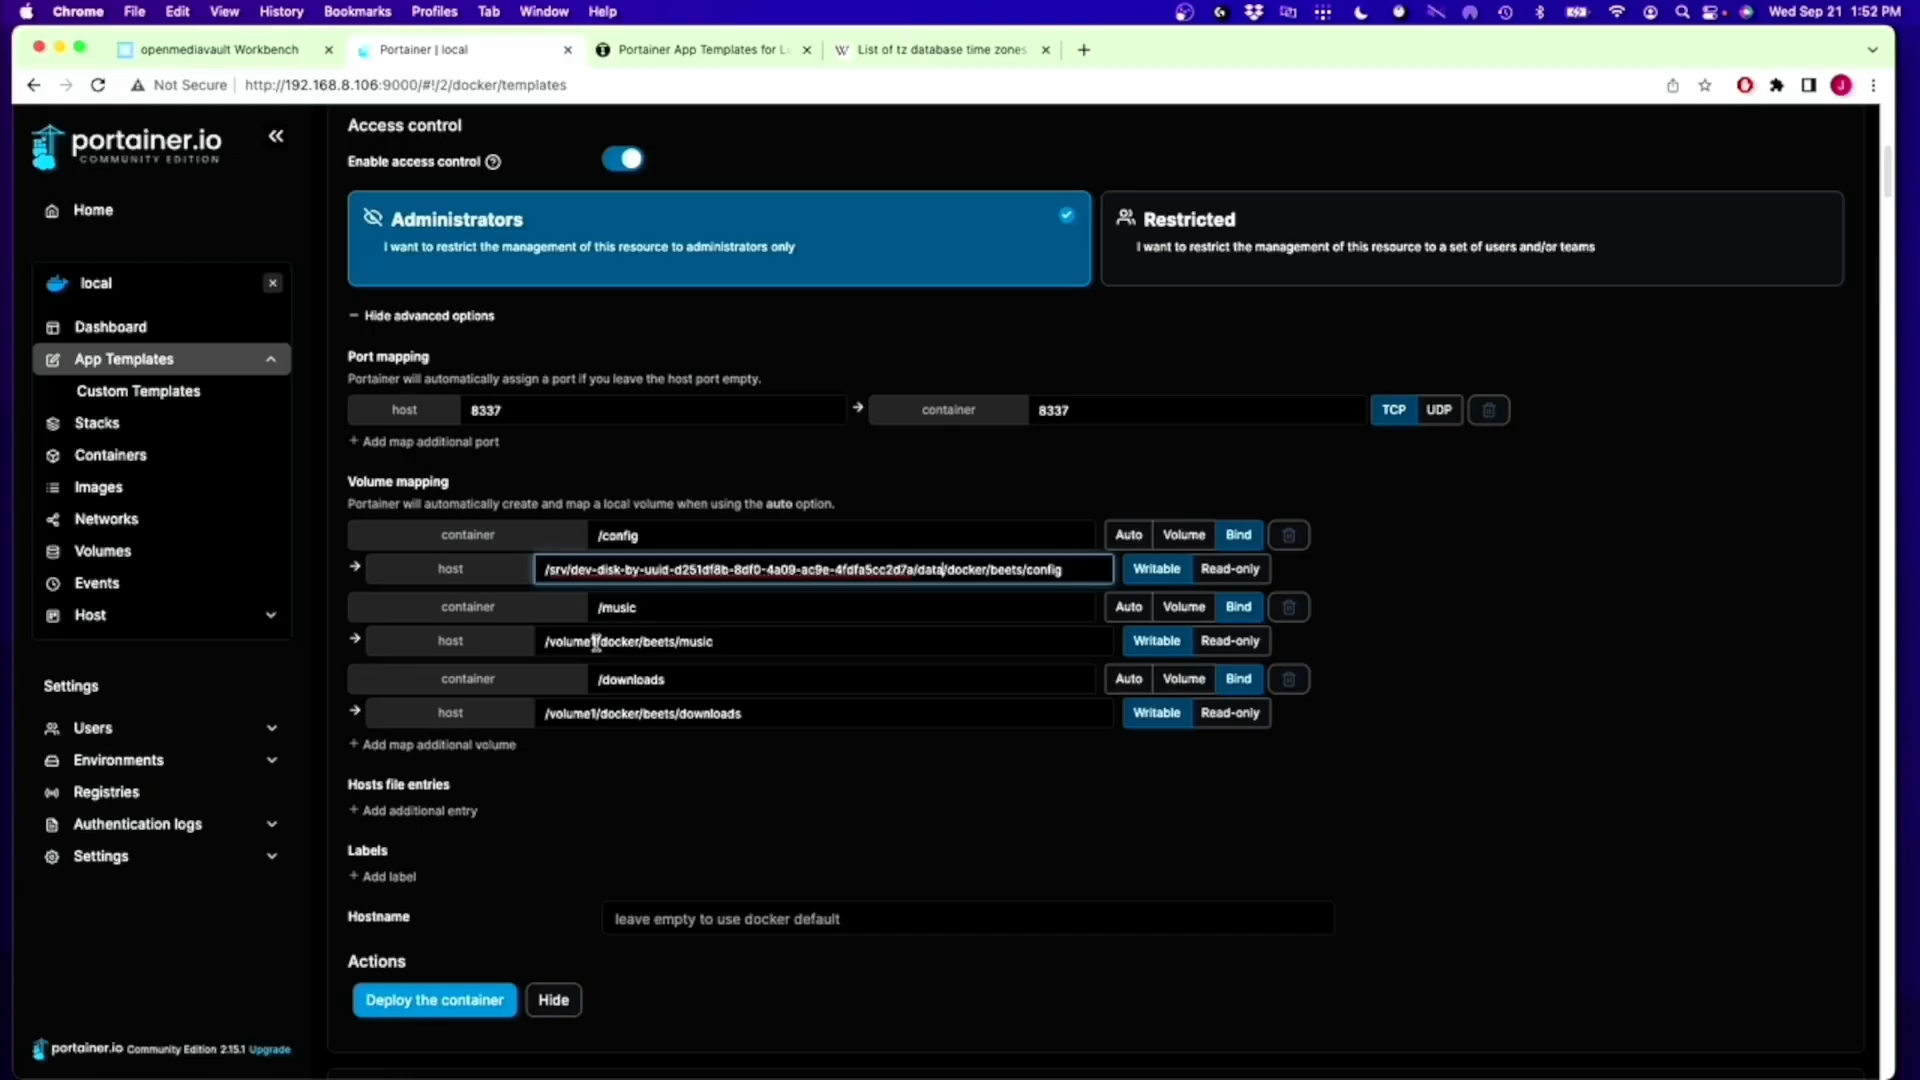 Chrome File Edit View History Bookmarks Profiles Tab Window Help Wed Sep 21 1:52 PM
openmediavault Workbench Portainer | local Portainer App Templates for L List of tz database time zones
Not Secure http://192.168.8.106:9000/#!/2/docker/templates
portainer.io
COMMUNITY EDITION
Home
local
Dashboard
App Templates
Custom Templates
Stacks
Containers
Images
Networks
Volumes
Events
Host
Settings
Users
Environments
Registries
Authentication logs
Settings
portainer.io Community Edition 2.15.1 Upgrade
Access control
Enable access control
Administrators
I want to restrict the management of this resource to administrators only
Restricted
I want to restrict the management of this resource to a set of users and/or teams
Hide advanced options
Port mapping
Portainer will automatically assign a port if you leave the host port empty.
host 8337 container 8337 TCP UDP
+ Add map additional port
Volume mapping
Portainer will automatically create and map a local volume when using the auto option.
container /config Auto Volume Bind
host /srv/dev-disk-by-uuid-d251df8b-8df0-4a09-ac9e-4fdfa5cc2d7a/data/docker/beets/config Writable Read-only
container /music Auto Volume Bind
host /volume1/docker/beets/music Writable Read-only
container /downloads Auto Volume Bind
host /volume1/docker/beets/downloads Writable Read-only
+ Add map additional volume
Hosts file entries
+ Add additional entry
Labels
+ Add label
Hostname leave empty to use docker default
Actions
Deploy the container Hide